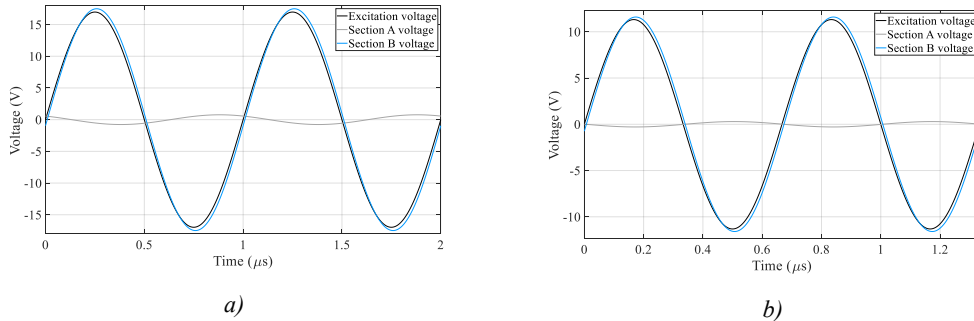 Excitation voltage
Section A voltage
Section B voltage
Voltage (V)
15
10
5
0
-5
-10
-15
0
0.5
1
1.5
2
Time (μs)
a)
Excitation voltage
Section A voltage
Section B voltage
Voltage (V)
10
5
0
-5
-10
0
0.2
0.4
0.6
0.8
1
1.2
Time (μs)
b)